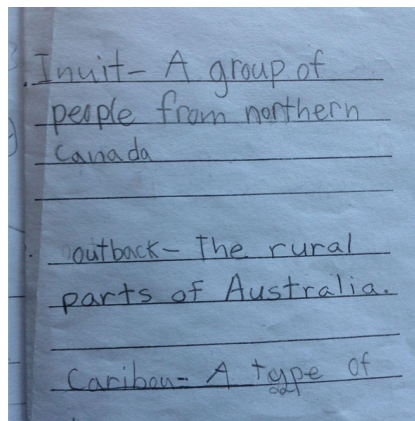 Inuit- A group of
people from northern
Canada
outback- The rural
parts of Australia.
Caribou- A type of